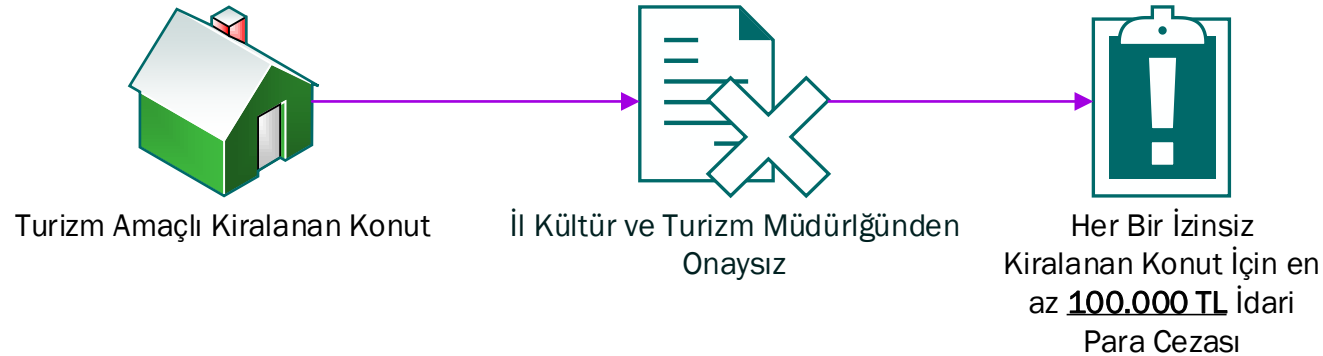 Turizm Amaçlı Kiralanan Konut
İl Kültür ve Turizm Müdürlğünden
Onaysız
Her Bir İzinsiz
Kiralanan Konut İçin en
az 100.000 TL İdari
Para Cezası